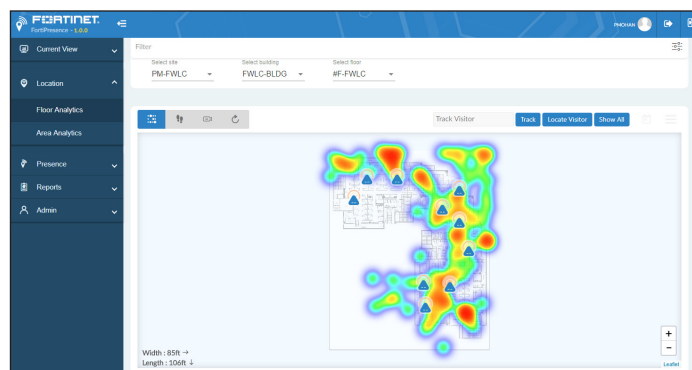 FORTINET
FortiPresence - 1.0.0
PMOHAN
Current View
Location
Floor Analytics
Area Analytics
Presence
Reports
Admin
Filter
Select site
Select building
Select floor
PM-FWLC
FWLC-BLDG
#F-FWLC
Track Visitor
Track
Locate Visitor
Show All
Width : 85ft →
Length : 106ft ↓
+
−
Leaflet